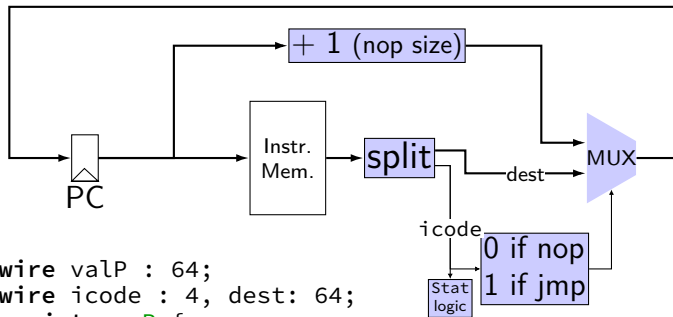 + 1 (nop size)
Instr.
Mem.
split
MUX
PC
dest
icode
0 if nop
1 if jmp
Stat
logic
wire valP : 64;
wire icode : 4, dest: 64;